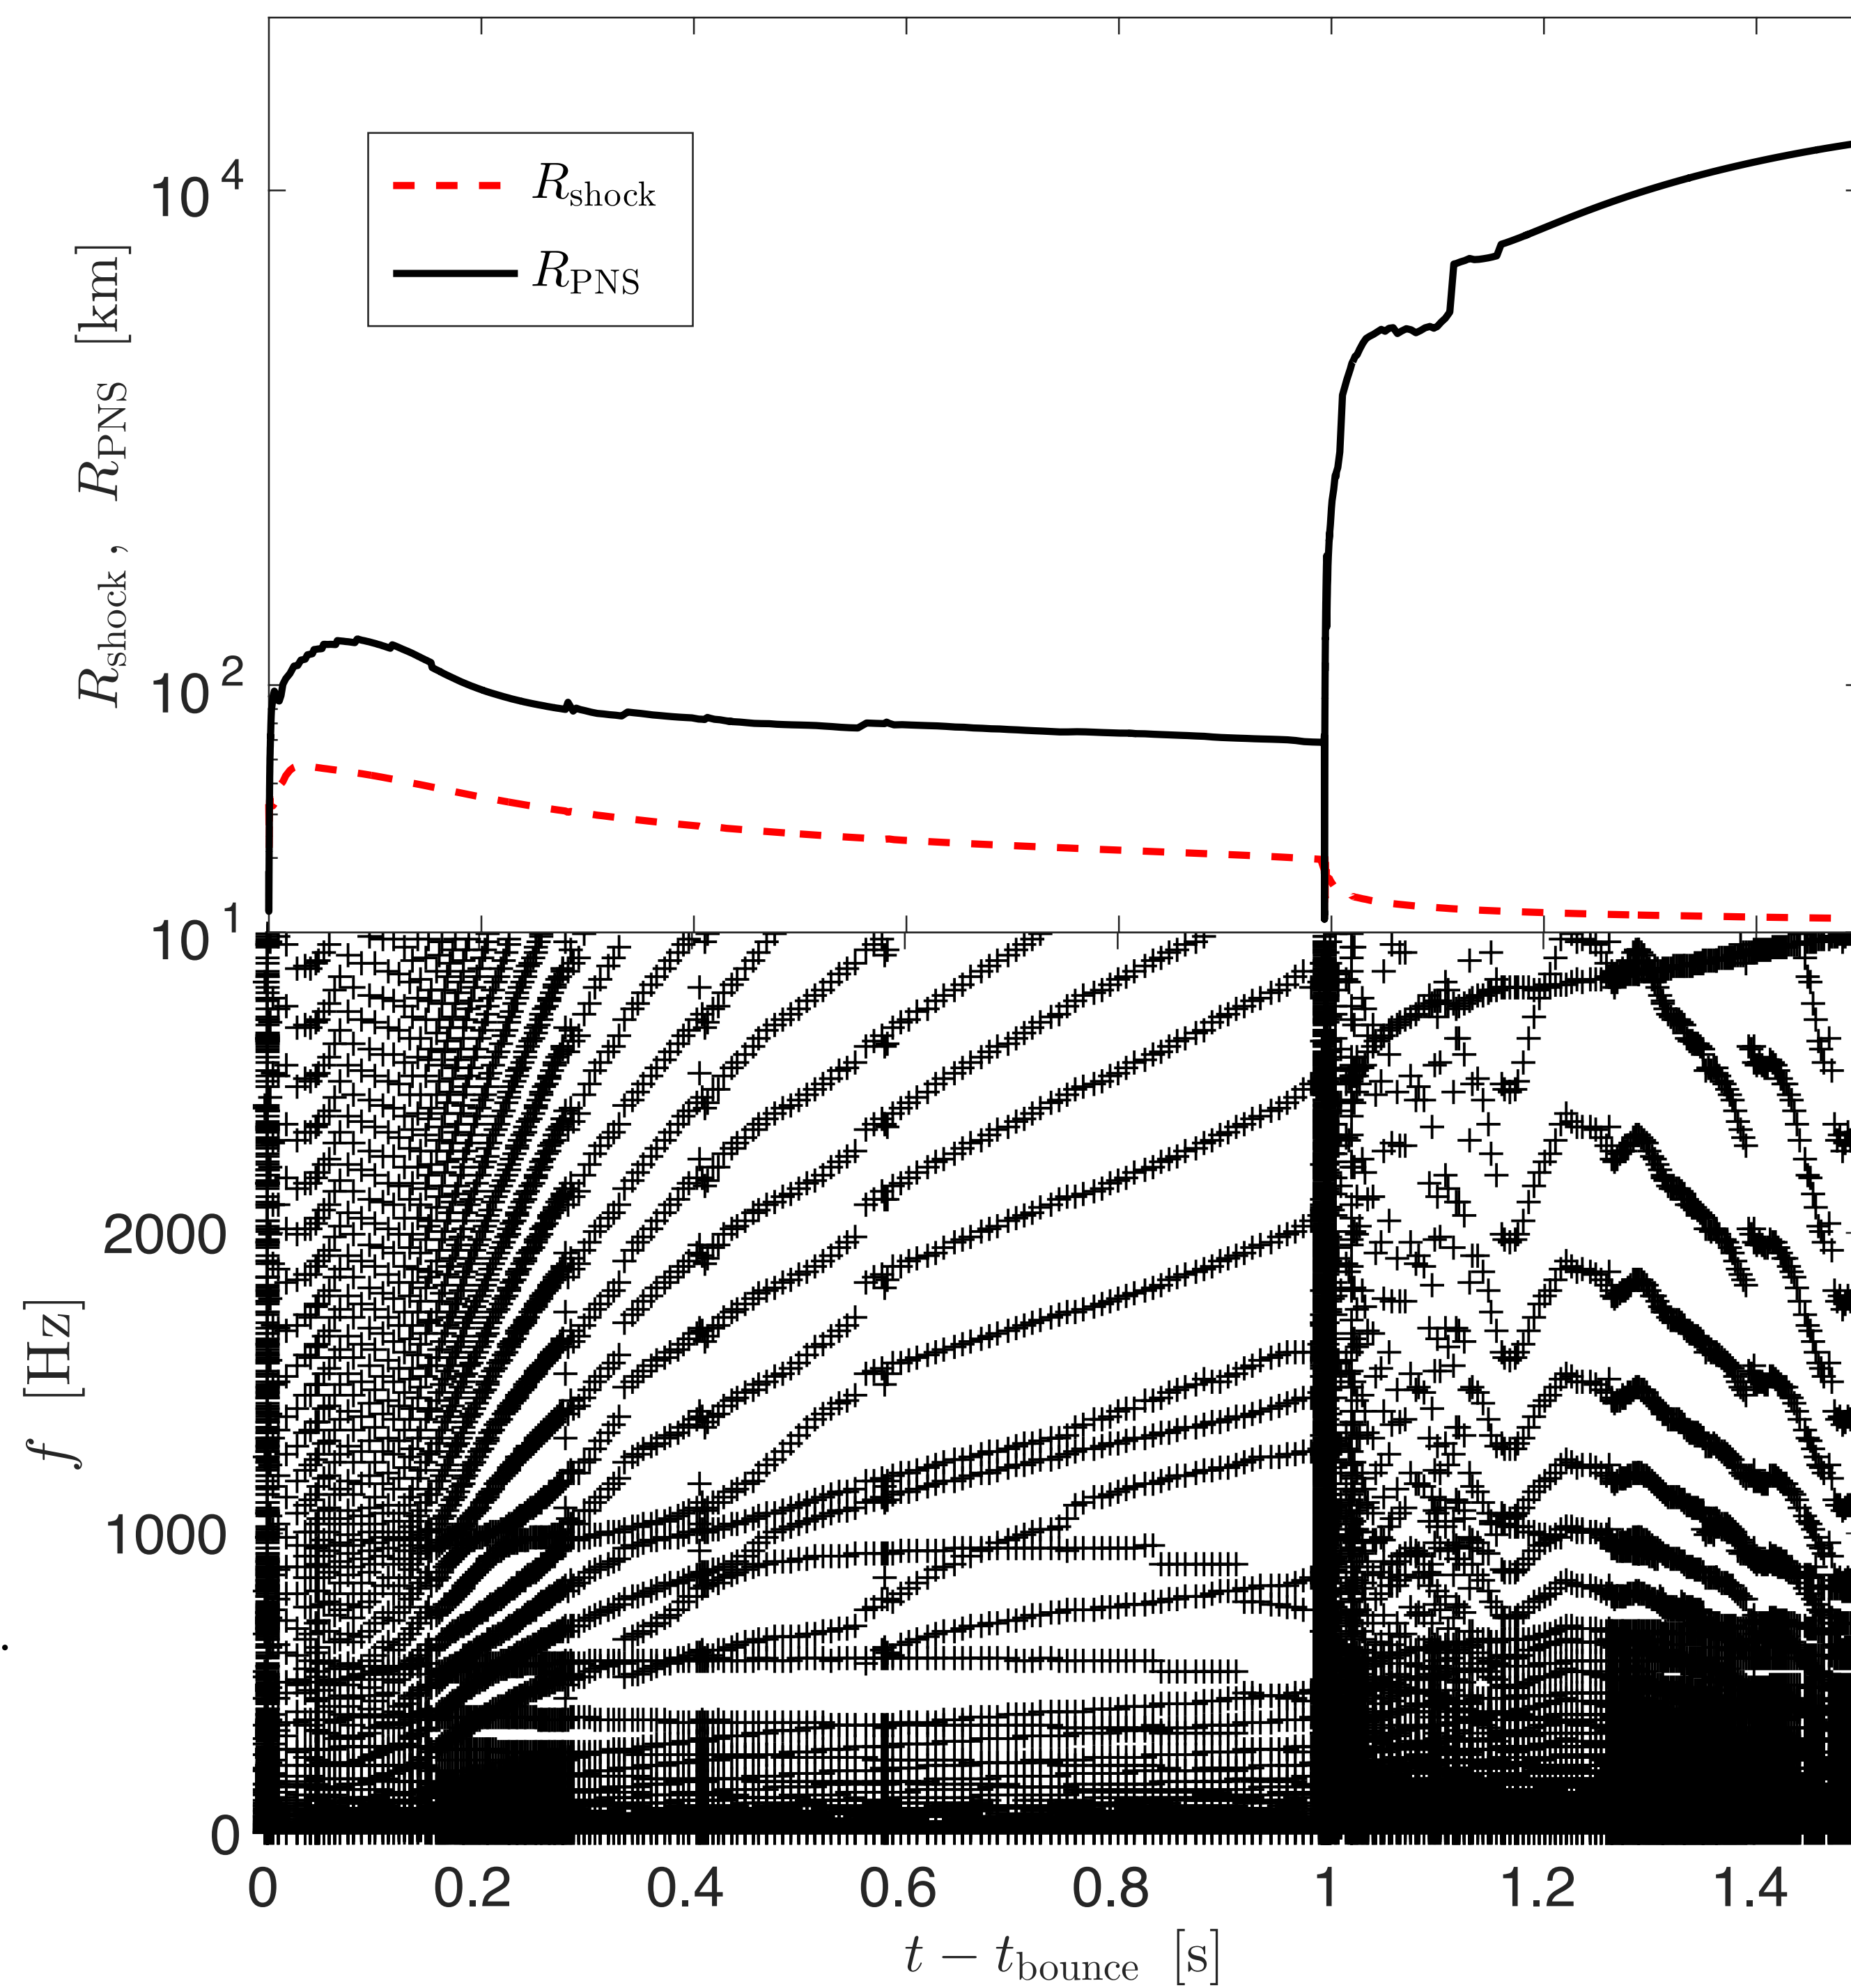 R_shock
R_PNS
R_shock , R_PNS [km]
10^4
10^2
10^1
f [Hz]
2000
1000
0
0 0.2 0.4 0.6 0.8 1 1.2 1.4
t − t_bounce [s]